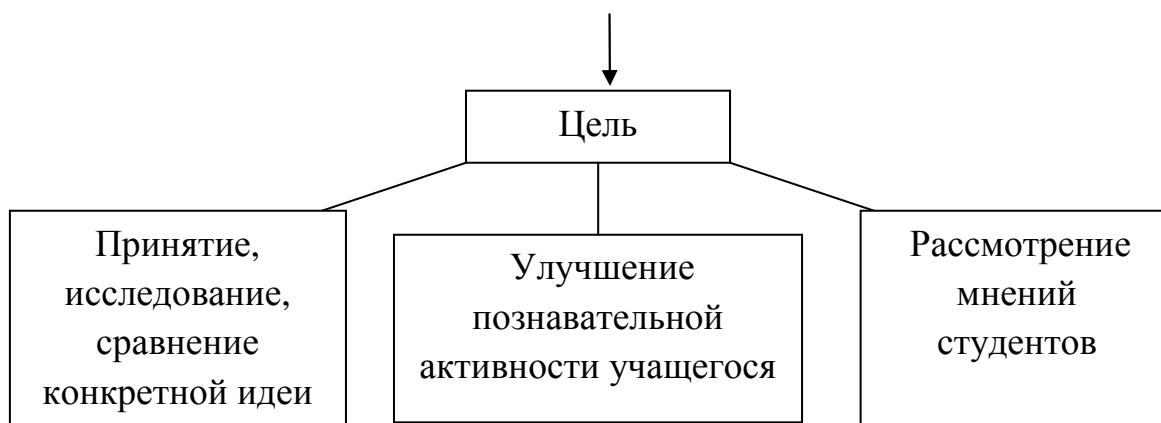 Цель
Принятие,
исследование,
сравнение
конкретной идеи
Улучшение
познавательной
активности учащегося
Рассмотрение
мнений
студентов